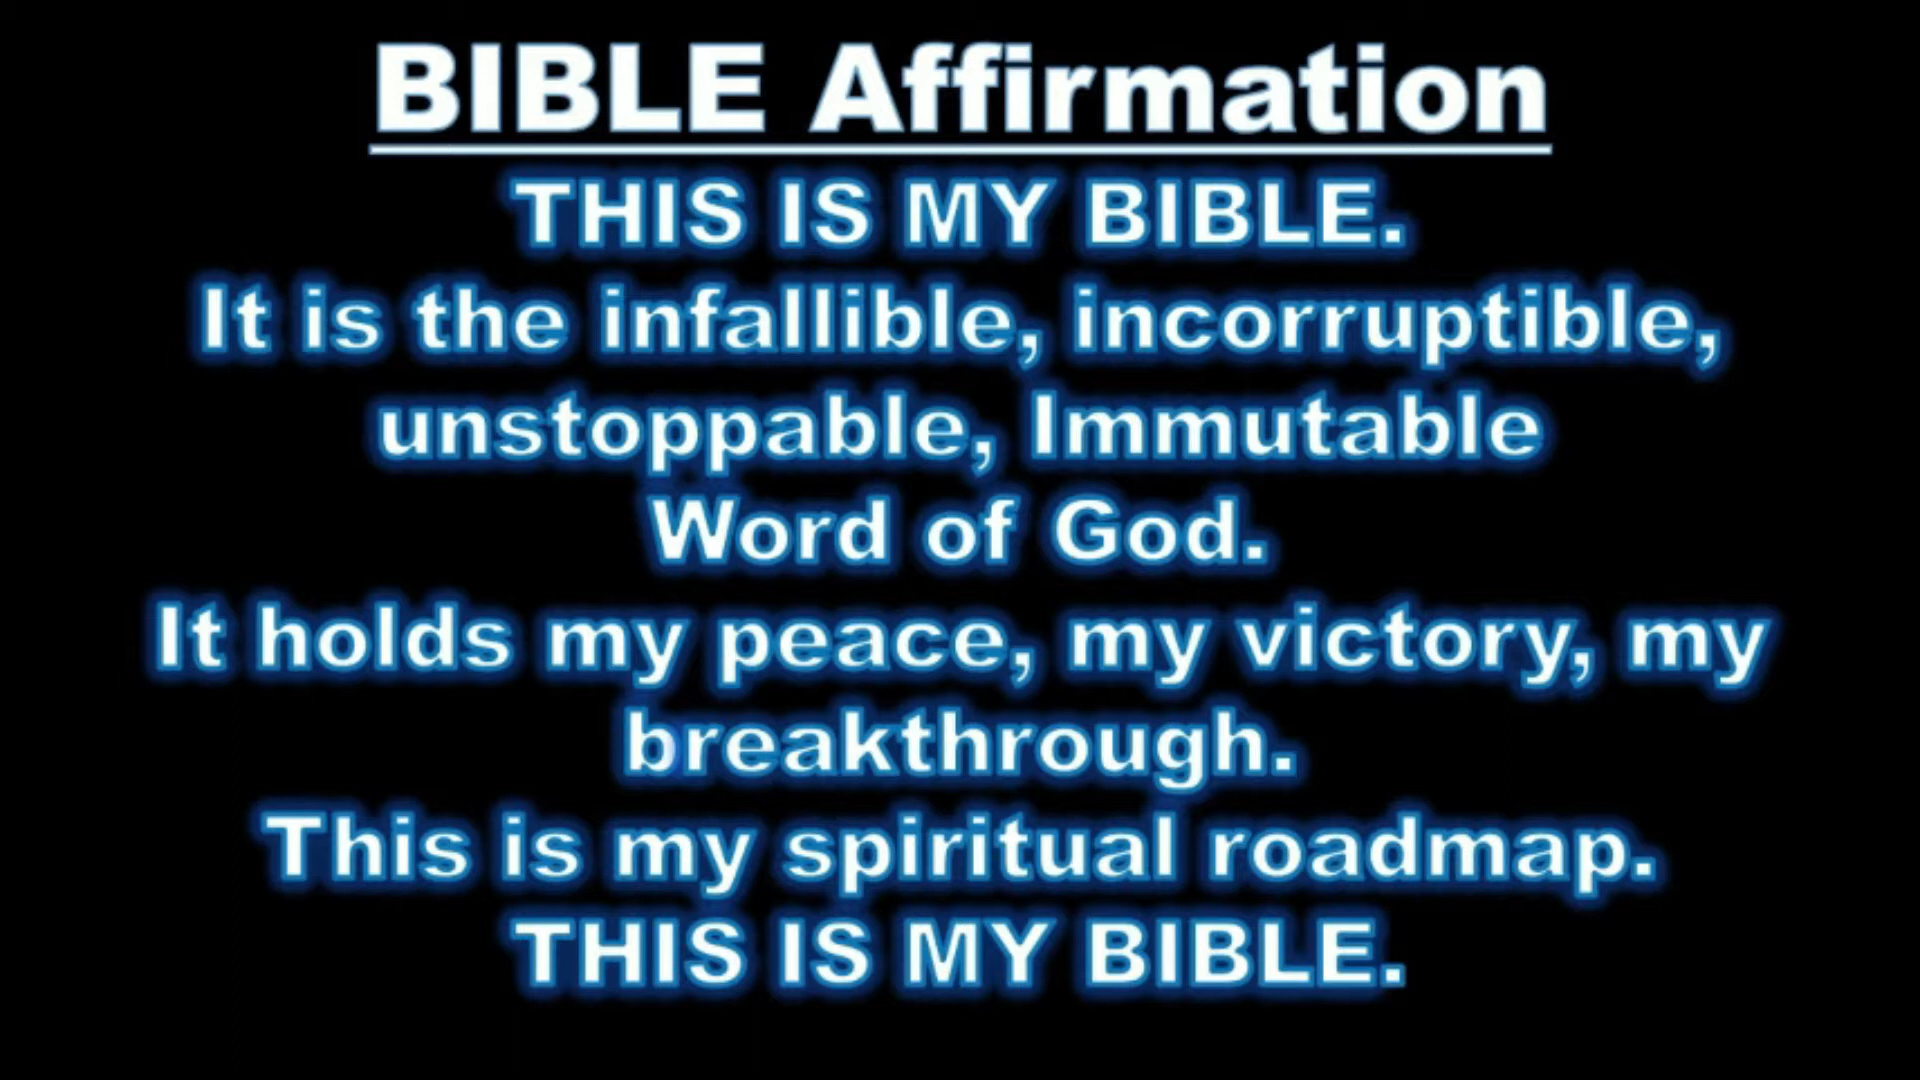 BIBLE Affirmation
THIS IS MY BIBLE.
It is the infallible, incorruptible,
unstoppable, Immutable
Word of God.
It holds my peace, my victory, my
breakthrough.
This is my spiritual roadmap.
THIS IS MY BIBLE.